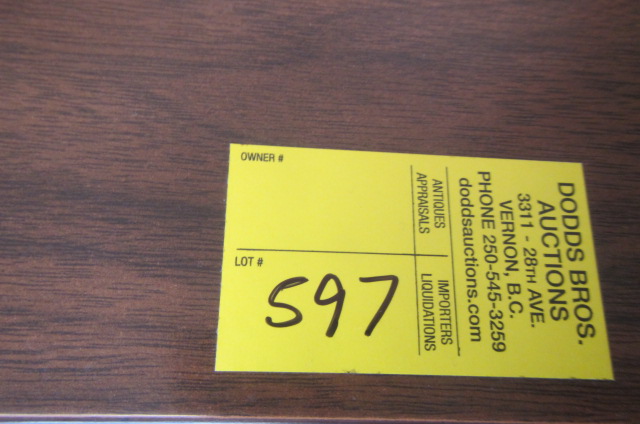 OWNER #
LOT #
597
ANTIQUES
APPRAISALS
IMPORTERS
LIQUIDATIONS
DODDS BROS.
AUCTIONS
3311 - 28TH AVE.
VERNON, B.C.
PHONE 250-545-3259
doddsauctions.com